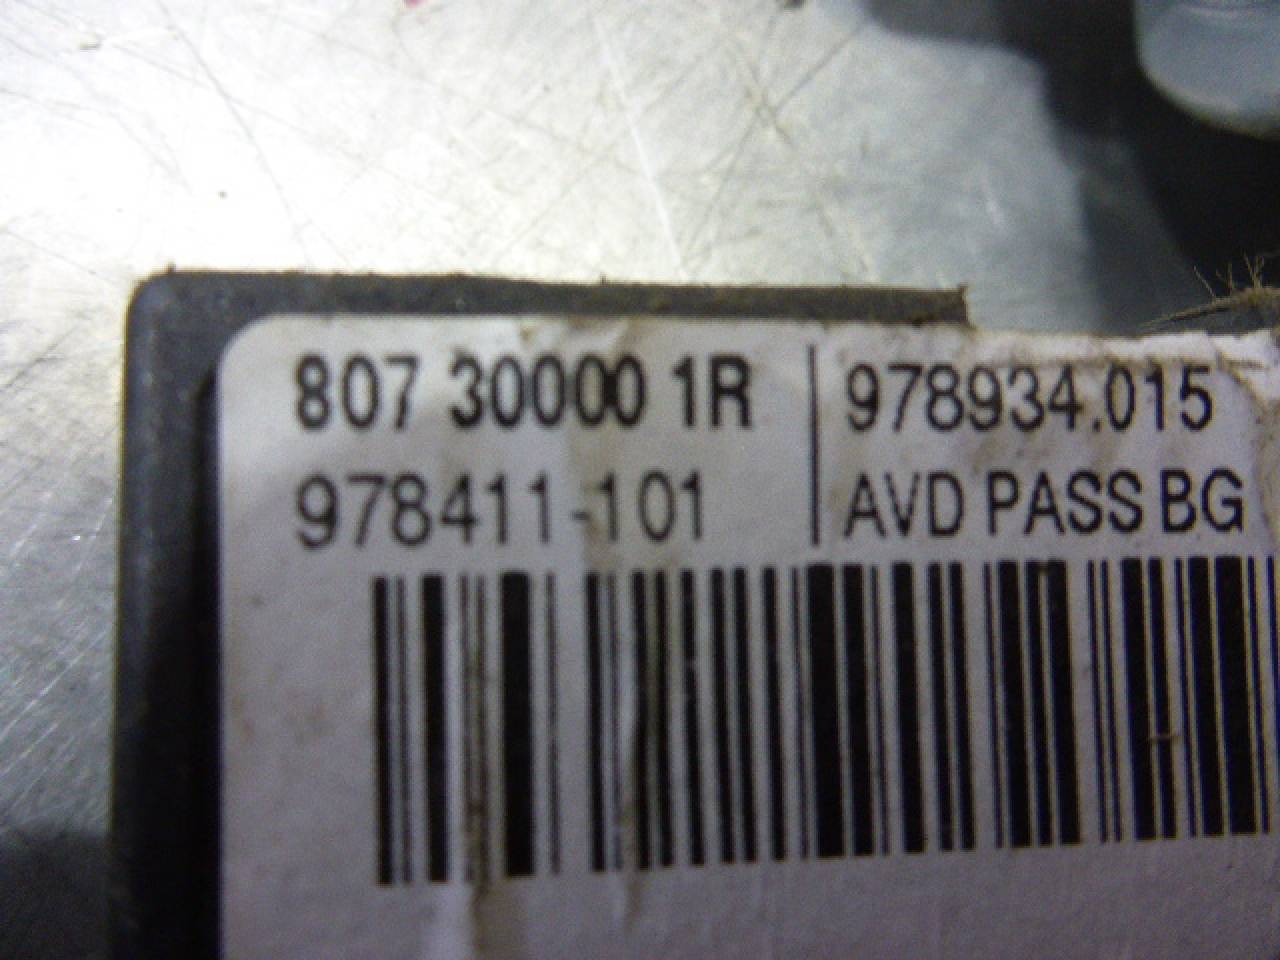 807 30000 1R 978934.015
978411-101 AVD PASS BG